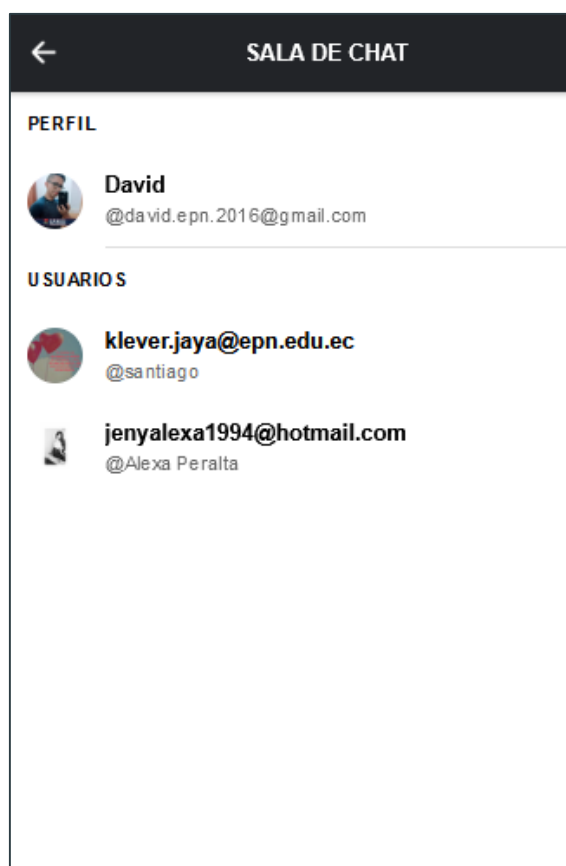 SALA DE CHAT
PERFIL
David
@david.epn.2016@gmail.com
USUARIOS
klever.jaya@epn.edu.ec
@santiago
jenyalexa1994@hotmail.com
@Alexa Peralta